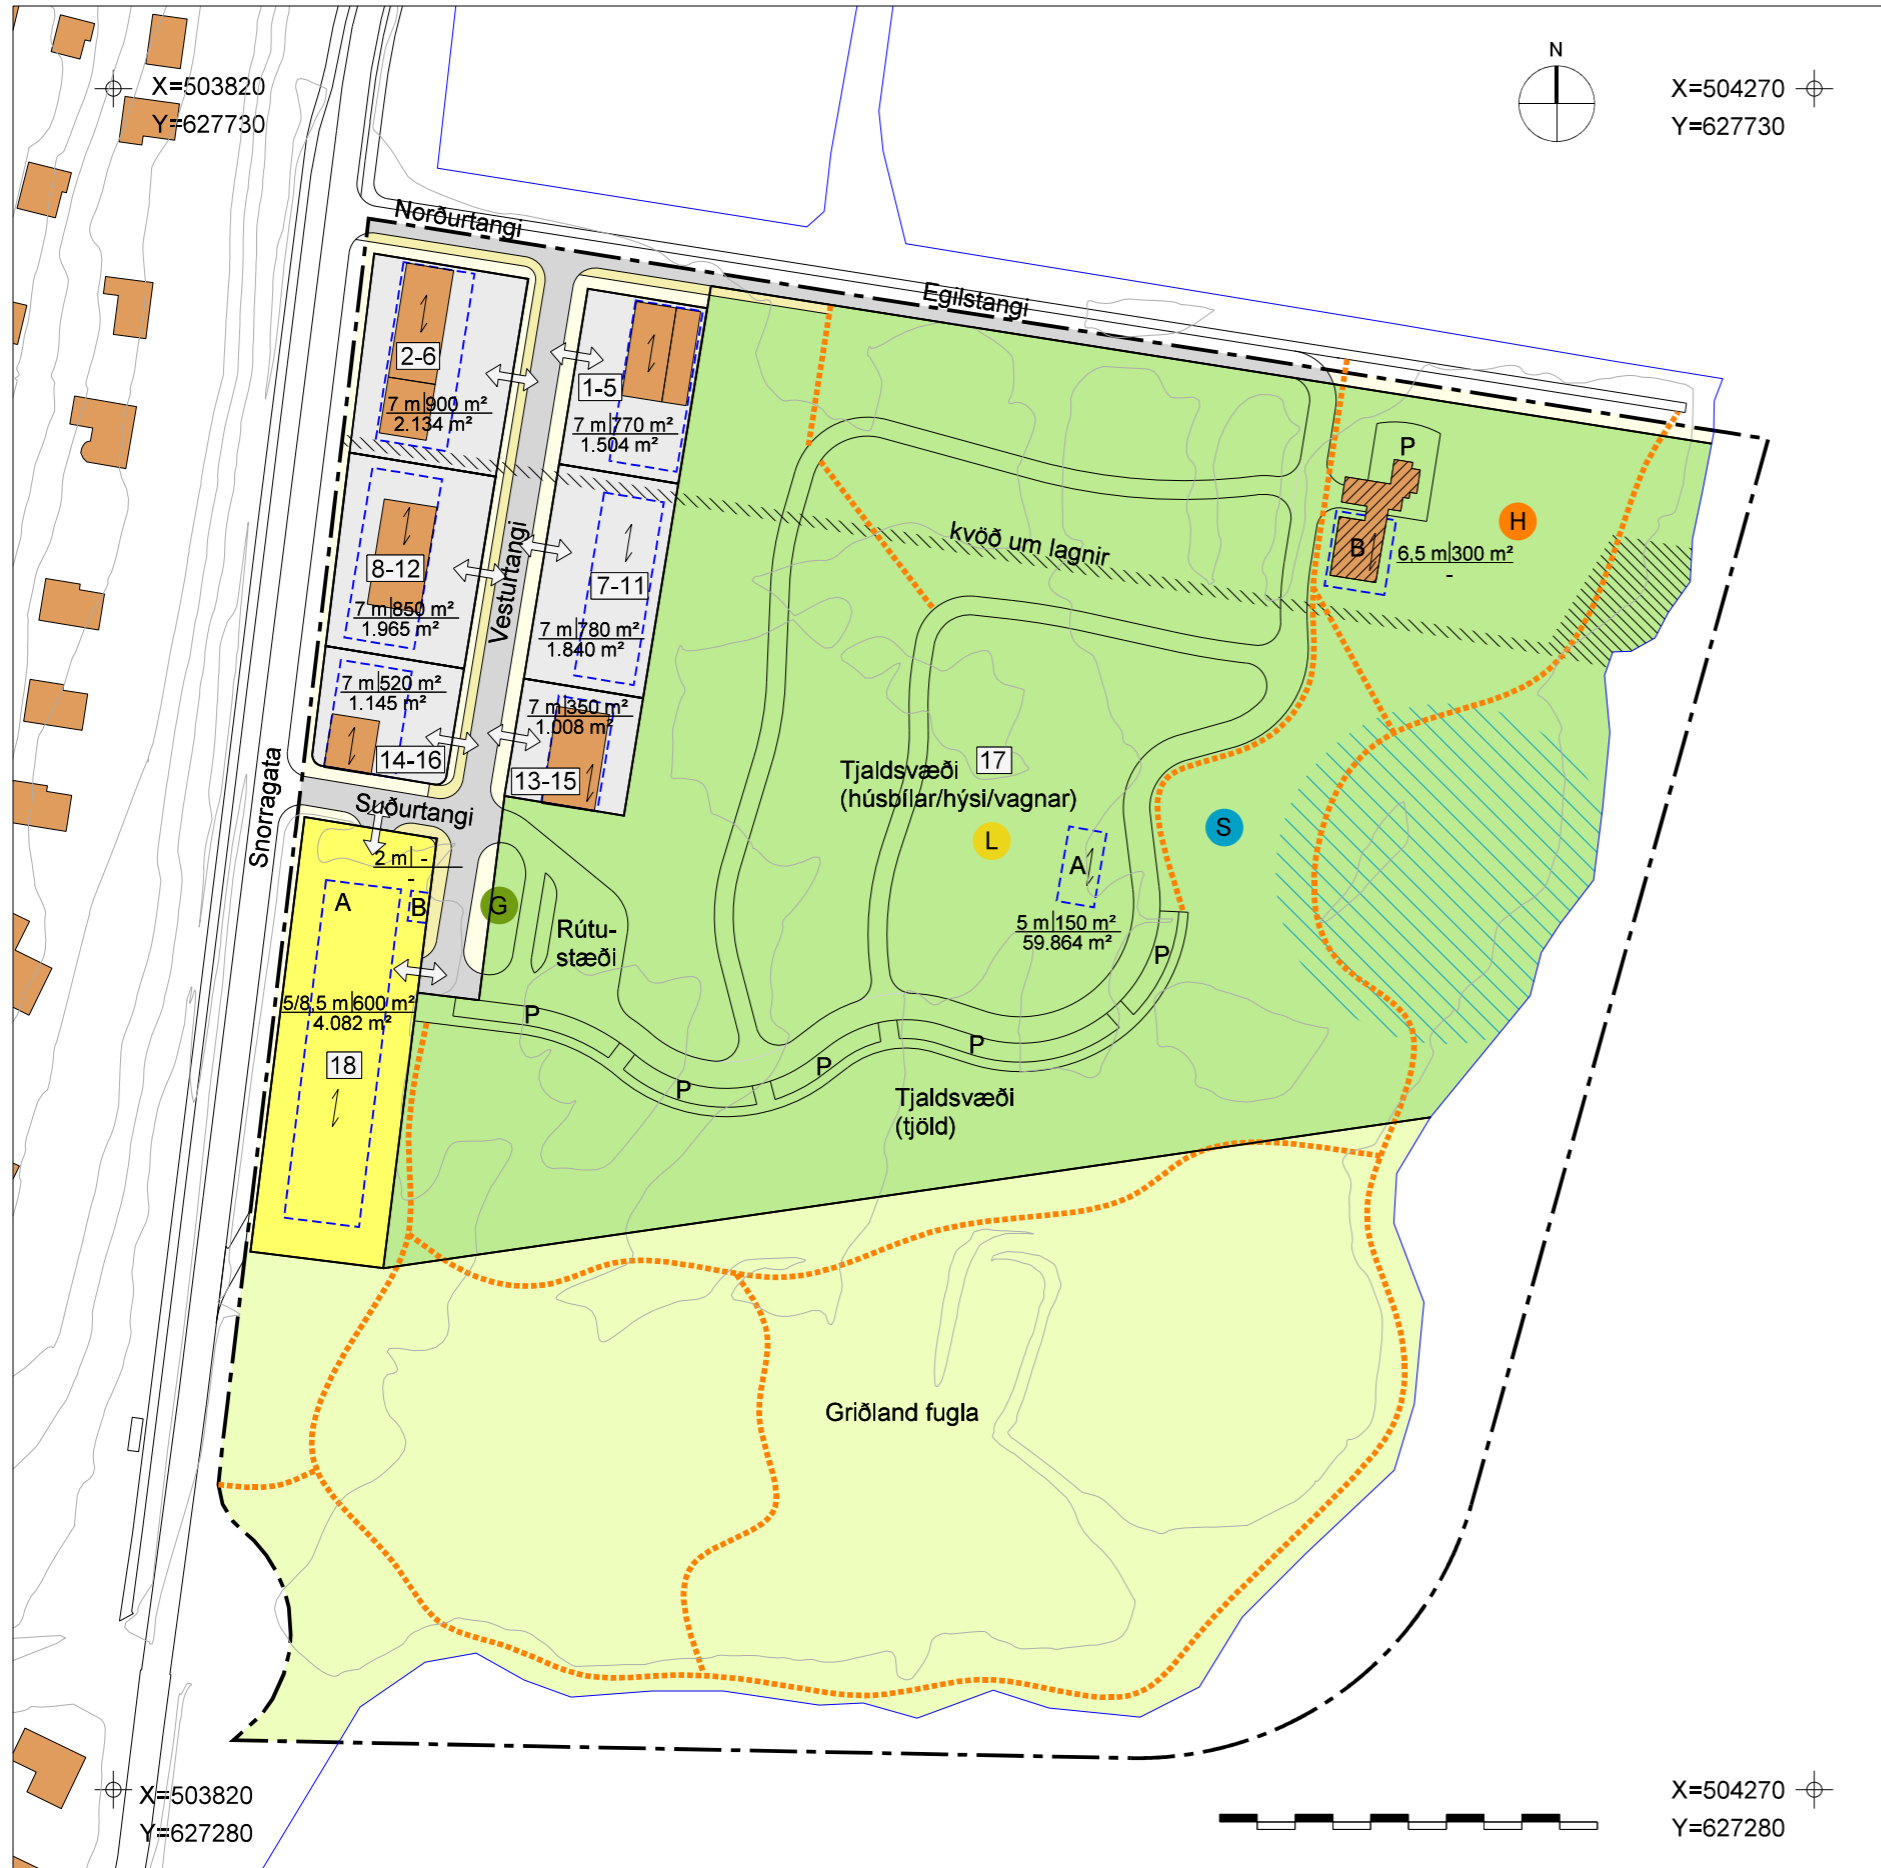 N
X=503820
Y=627730
X=504270
Y=627730
Norðurtangi
Egilstangi
2-6
7 m|900 m²
2.134 m²
1-5
7 m|770 m²
1.504 m²
P
H
B
6,5 m|300 m²
-
kvöð um lagnir
8-12
7 m|850 m²
1.965 m²
Vesturtangi
7-11
7 m|780 m²
1.840 m²
7 m|520 m²
1.145 m²
14-16
7 m|350 m²
1.008 m²
13-15
Snorragata
Suðurtangi
17
Tjaldsvæði
(húsbílar/hýsi/vagnar)
L
S
A
5 m|150 m²
59.864 m²
2 m| -
-
A
B
G
Rútu-
stæði
5/8,5 m|600 m²
4.082 m²
18
P
P
P
P
P
Tjaldsvæði
(tjöld)
Griðland fugla
X=503820
Y=627280
X=504270
Y=627280